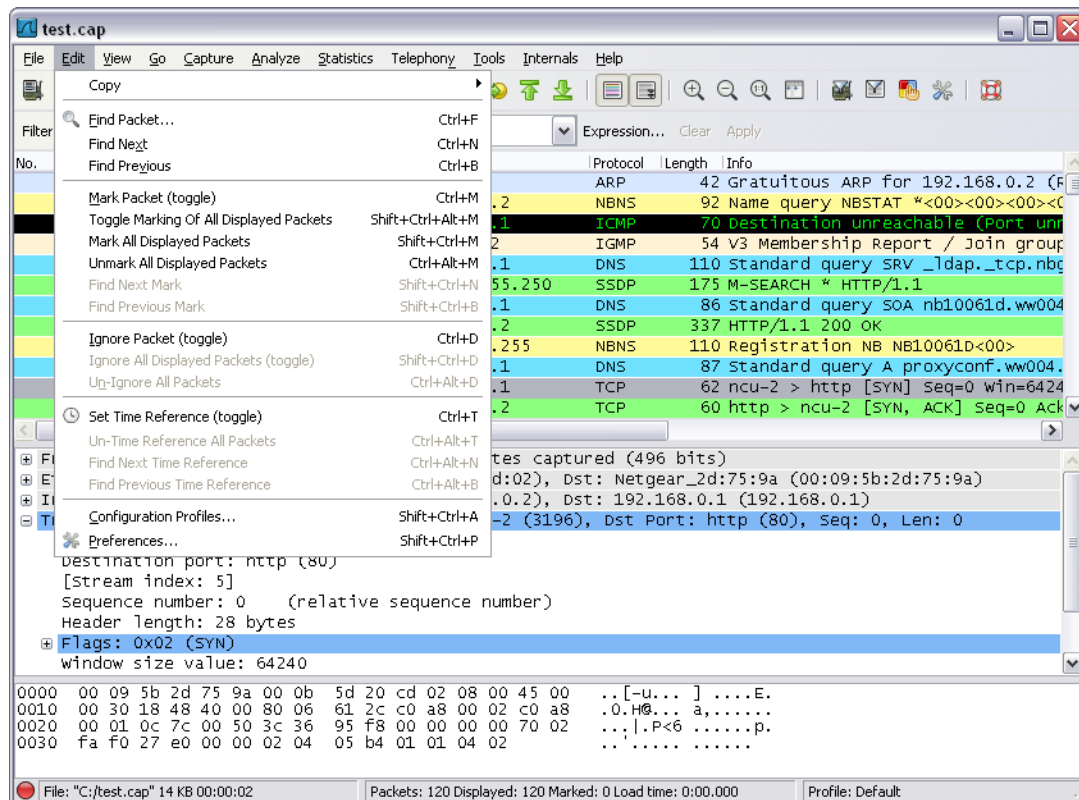 test.cap
File Edit View Go Capture Analyze Statistics Telephony Tools Internals Help
Copy
Filter Expression... Clear Apply
Find Packet... Ctrl+F
Find Next Ctrl+N
Find Previous Ctrl+B
Mark Packet (toggle) Ctrl+M
Toggle Marking Of All Displayed Packets Shift+Ctrl+Alt+M
Mark All Displayed Packets Shift+Ctrl+M
Unmark All Displayed Packets Ctrl+Alt+M
Find Next Mark Shift+Ctrl+N
Find Previous Mark Shift+Ctrl+B
Ignore Packet (toggle) Ctrl+D
Ignore All Displayed Packets (toggle) Shift+Ctrl+D
Un-Ignore All Packets Ctrl+Alt+D
Set Time Reference (toggle) Ctrl+T
Un-Time Reference All Packets Ctrl+Alt+T
Find Next Time Reference Ctrl+Alt+N
Find Previous Time Reference Ctrl+Alt+B
Configuration Profiles... Shift+Ctrl+A
Preferences... Shift+Ctrl+P
No. Protocol Length Info
ARP 42 Gratuitous ARP for 192.168.0.2 (R
.2 NBNS 92 Name query NBSTAT *<00><00><00><0
.1 ICMP 70 Destination unreachable (Port unr
2 IGMP 54 V3 Membership Report / Join group
.1 DNS 110 Standard query SRV _ldap._tcp.nbg
55.250 SSDP 175 M-SEARCH * HTTP/1.1
.1 DNS 86 Standard query SOA nb10061d.ww004
.2 SSDP 337 HTTP/1.1 200 OK
.255 NBNS 110 Registration NB NB10061D<00>
.1 DNS 87 Standard query A proxyconf.ww004.
.1 TCP 62 ncu-2 > http [SYN] Seq=0 Win=6424
.2 TCP 60 http > ncu-2 [SYN, ACK] Seq=0 Ack
tes captured (496 bits)
d:02), Dst: Netgear_2d:75:9a (00:09:5b:2d:75:9a)
.0.2), Dst: 192.168.0.1 (192.168.0.1)
-2 (3196), Dst Port: http (80), Seq: 0, Len: 0
Destination port: http (80)
[Stream index: 5]
Sequence number: 0 (relative sequence number)
Header length: 28 bytes
Flags: 0x02 (SYN)
Window size value: 64240
0000 00 09 5b 2d 75 9a 00 0b 5d 20 cd 02 08 00 45 00 ..[-u... ] ....E.
0010 00 30 18 48 40 00 80 06 61 2c c0 a8 00 02 c0 a8 .0.H@... a,......
0020 00 01 0c 7c 00 50 3c 36 95 f8 00 00 00 00 70 02 ...|.P<6 ......p.
0030 fa f0 27 e0 00 00 02 04 05 b4 01 01 04 02 ..'..... ......
File: "C:/test.cap" 14 KB 00:00:02 Packets: 120 Displayed: 120 Marked: 0 Load time: 0:00.000 Profile: Default